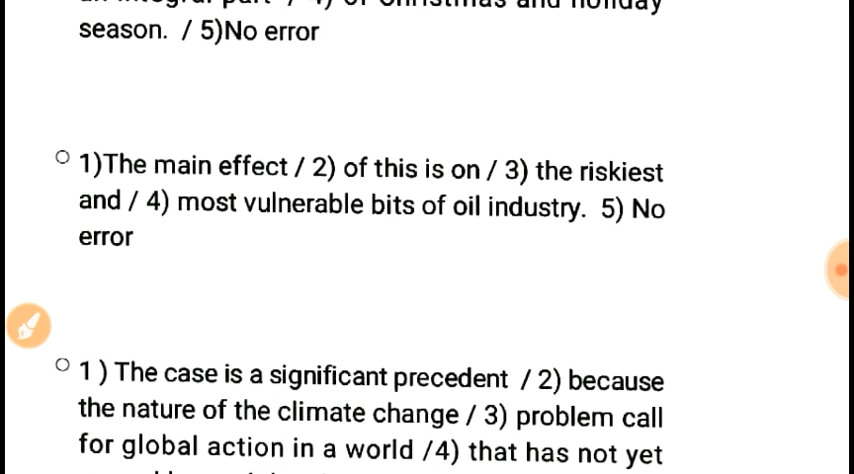 season. / 5)No error
1)The main effect / 2) of this is on / 3) the riskiest
and / 4) most vulnerable bits of oil industry. 5) No
error
1 ) The case is a significant precedent / 2) because
the nature of the climate change / 3) problem call
for global action in a world /4) that has not yet